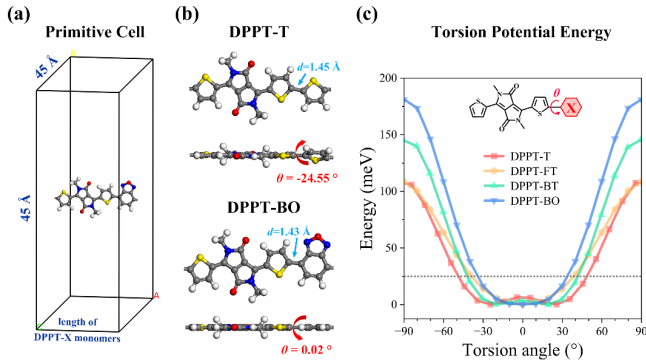 (a)
Primitive Cell
45 Å
45 Å
A
length of
DPPT-X monomers
(b)
DPPT-T
d=1.45 Å
θ = -24.55 °
DPPT-BO
d=1.43 Å
θ = 0.02 °
(c)
Torsion Potential Energy
Energy (meV)
200
150
100
50
0
O
N
S
S
N
O
θ
X
DPPT-T
DPPT-FT
DPPT-BT
DPPT-BO
−90 −60 −30 0 30 60 90
Torsion angle (°)